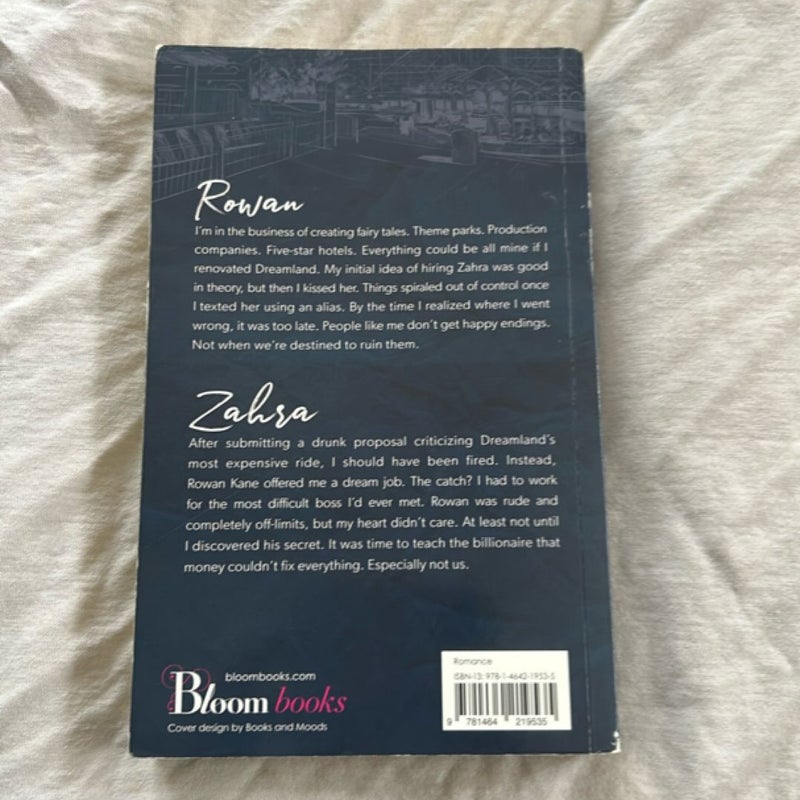 Rowan
I'm in the business of creating fairy tales. Theme parks. Production
companies. Five-star hotels. Everything could be all mine if I
renovated Dreamland. My initial idea of hiring Zahra was good
in theory, but then I kissed her. Things spiraled out of control once
I texted her using an alias. By the time I realized where I went
wrong, it was too late. People like me don't get happy endings.
Not when we're destined to ruin them.
Zahra
After submitting a drunk proposal criticizing Dreamland's
most expensive ride, I should have been fired. Instead,
Rowan Kane offered me a dream job. The catch? I had to work
for the most difficult boss I'd ever met. Rowan was rude and
completely off-limits, but my heart didn't care. At least not until
I discovered his secret. It was time to teach the billionaire that
money couldn't fix everything. Especially not us.
bloombooks.com
Bloom books
Cover design by Books and Moods
Romance
ISBN-13: 978-1-4642-1953-5
9 781464 219535